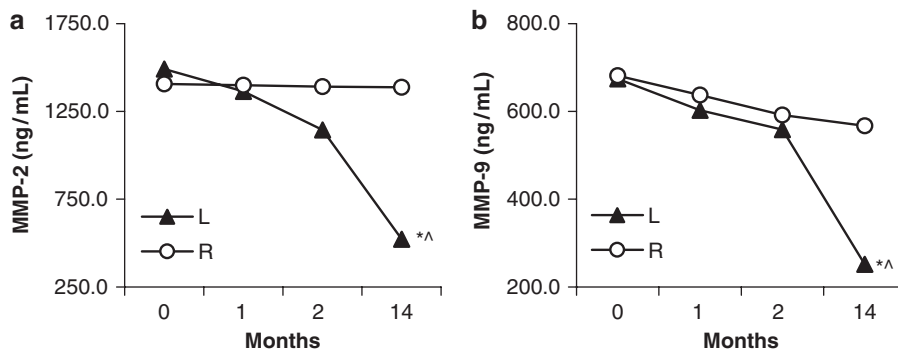 a
1750.0
1250.0
750.0
250.0
MMP-2 (ng/mL)
L
R
*^
0 1 2 14
Months
b
800.0
600.0
400.0
200.0
MMP-9 (ng/mL)
L
R
*^
0 1 2 14
Months